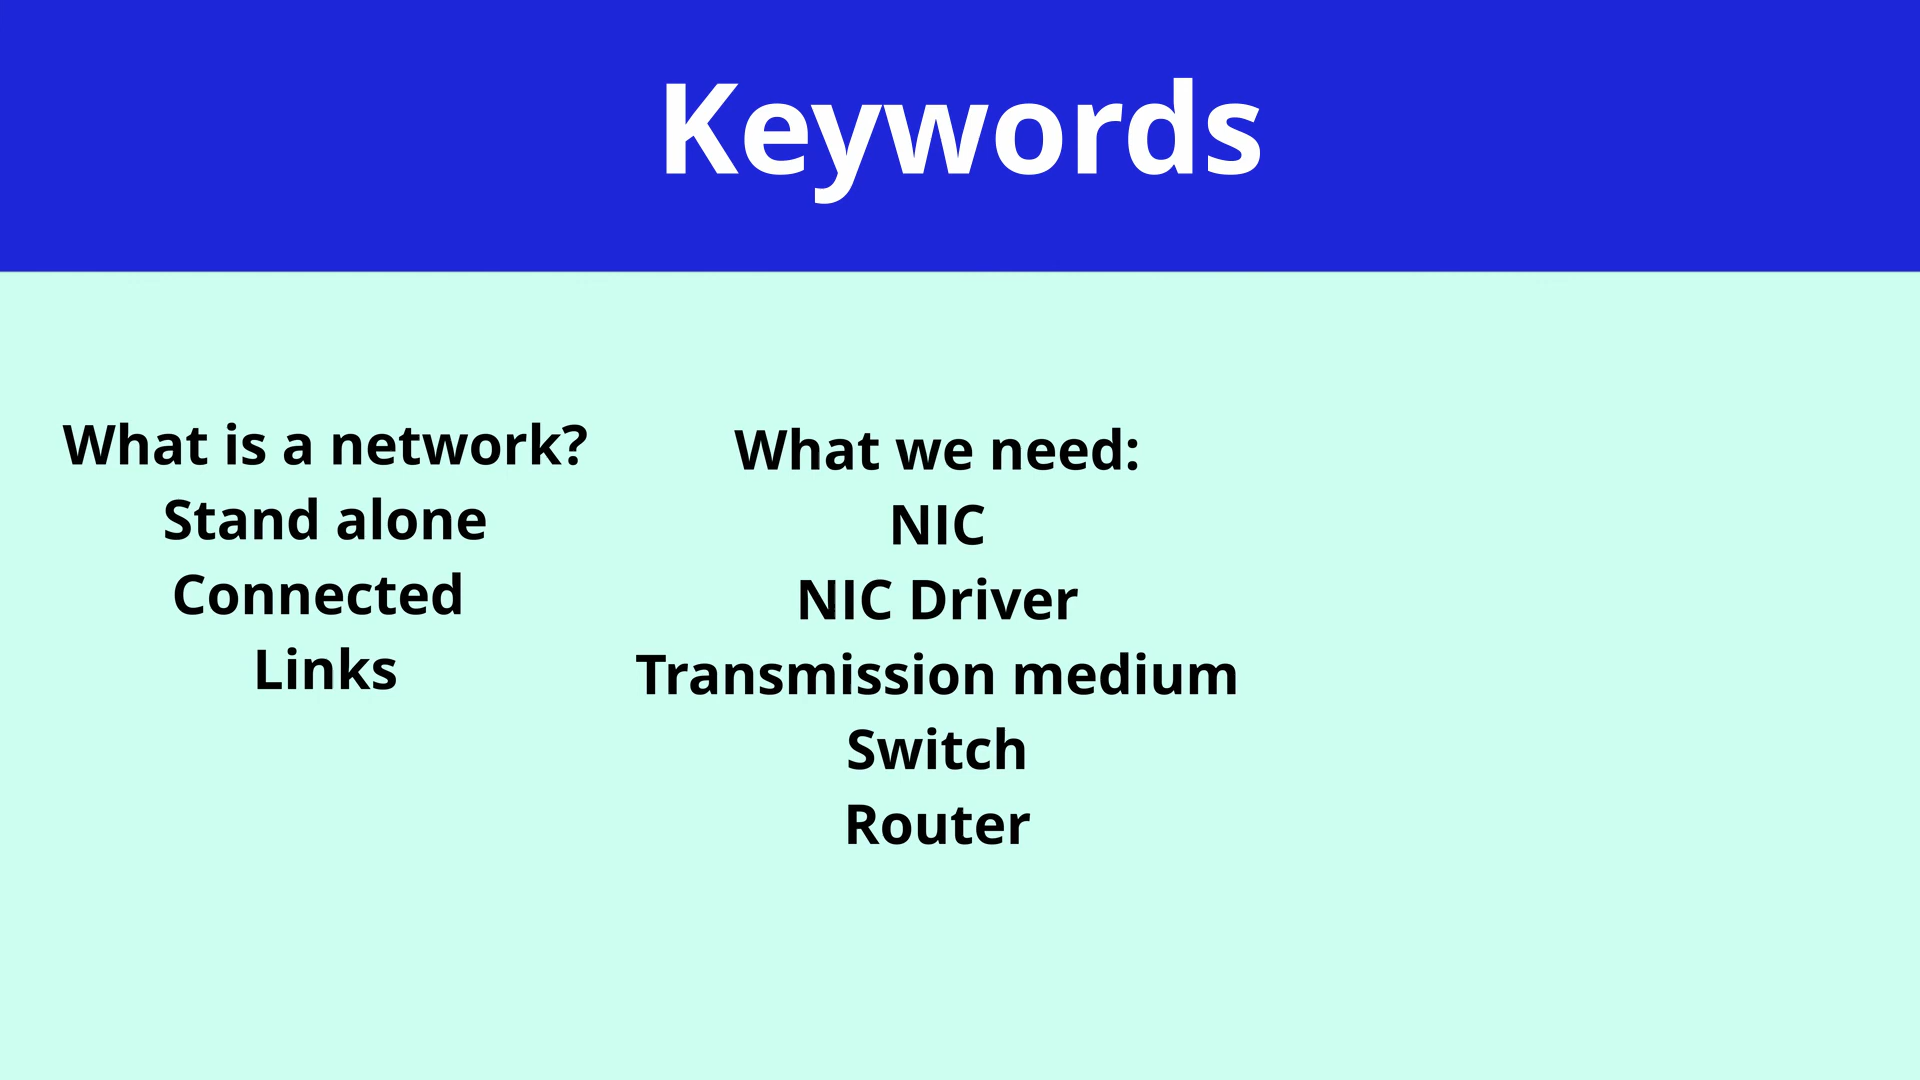 Keywords
What is a network?
Stand alone
Connected
Links
What we need:
NIC
NIC Driver
Transmission medium
Switch
Router